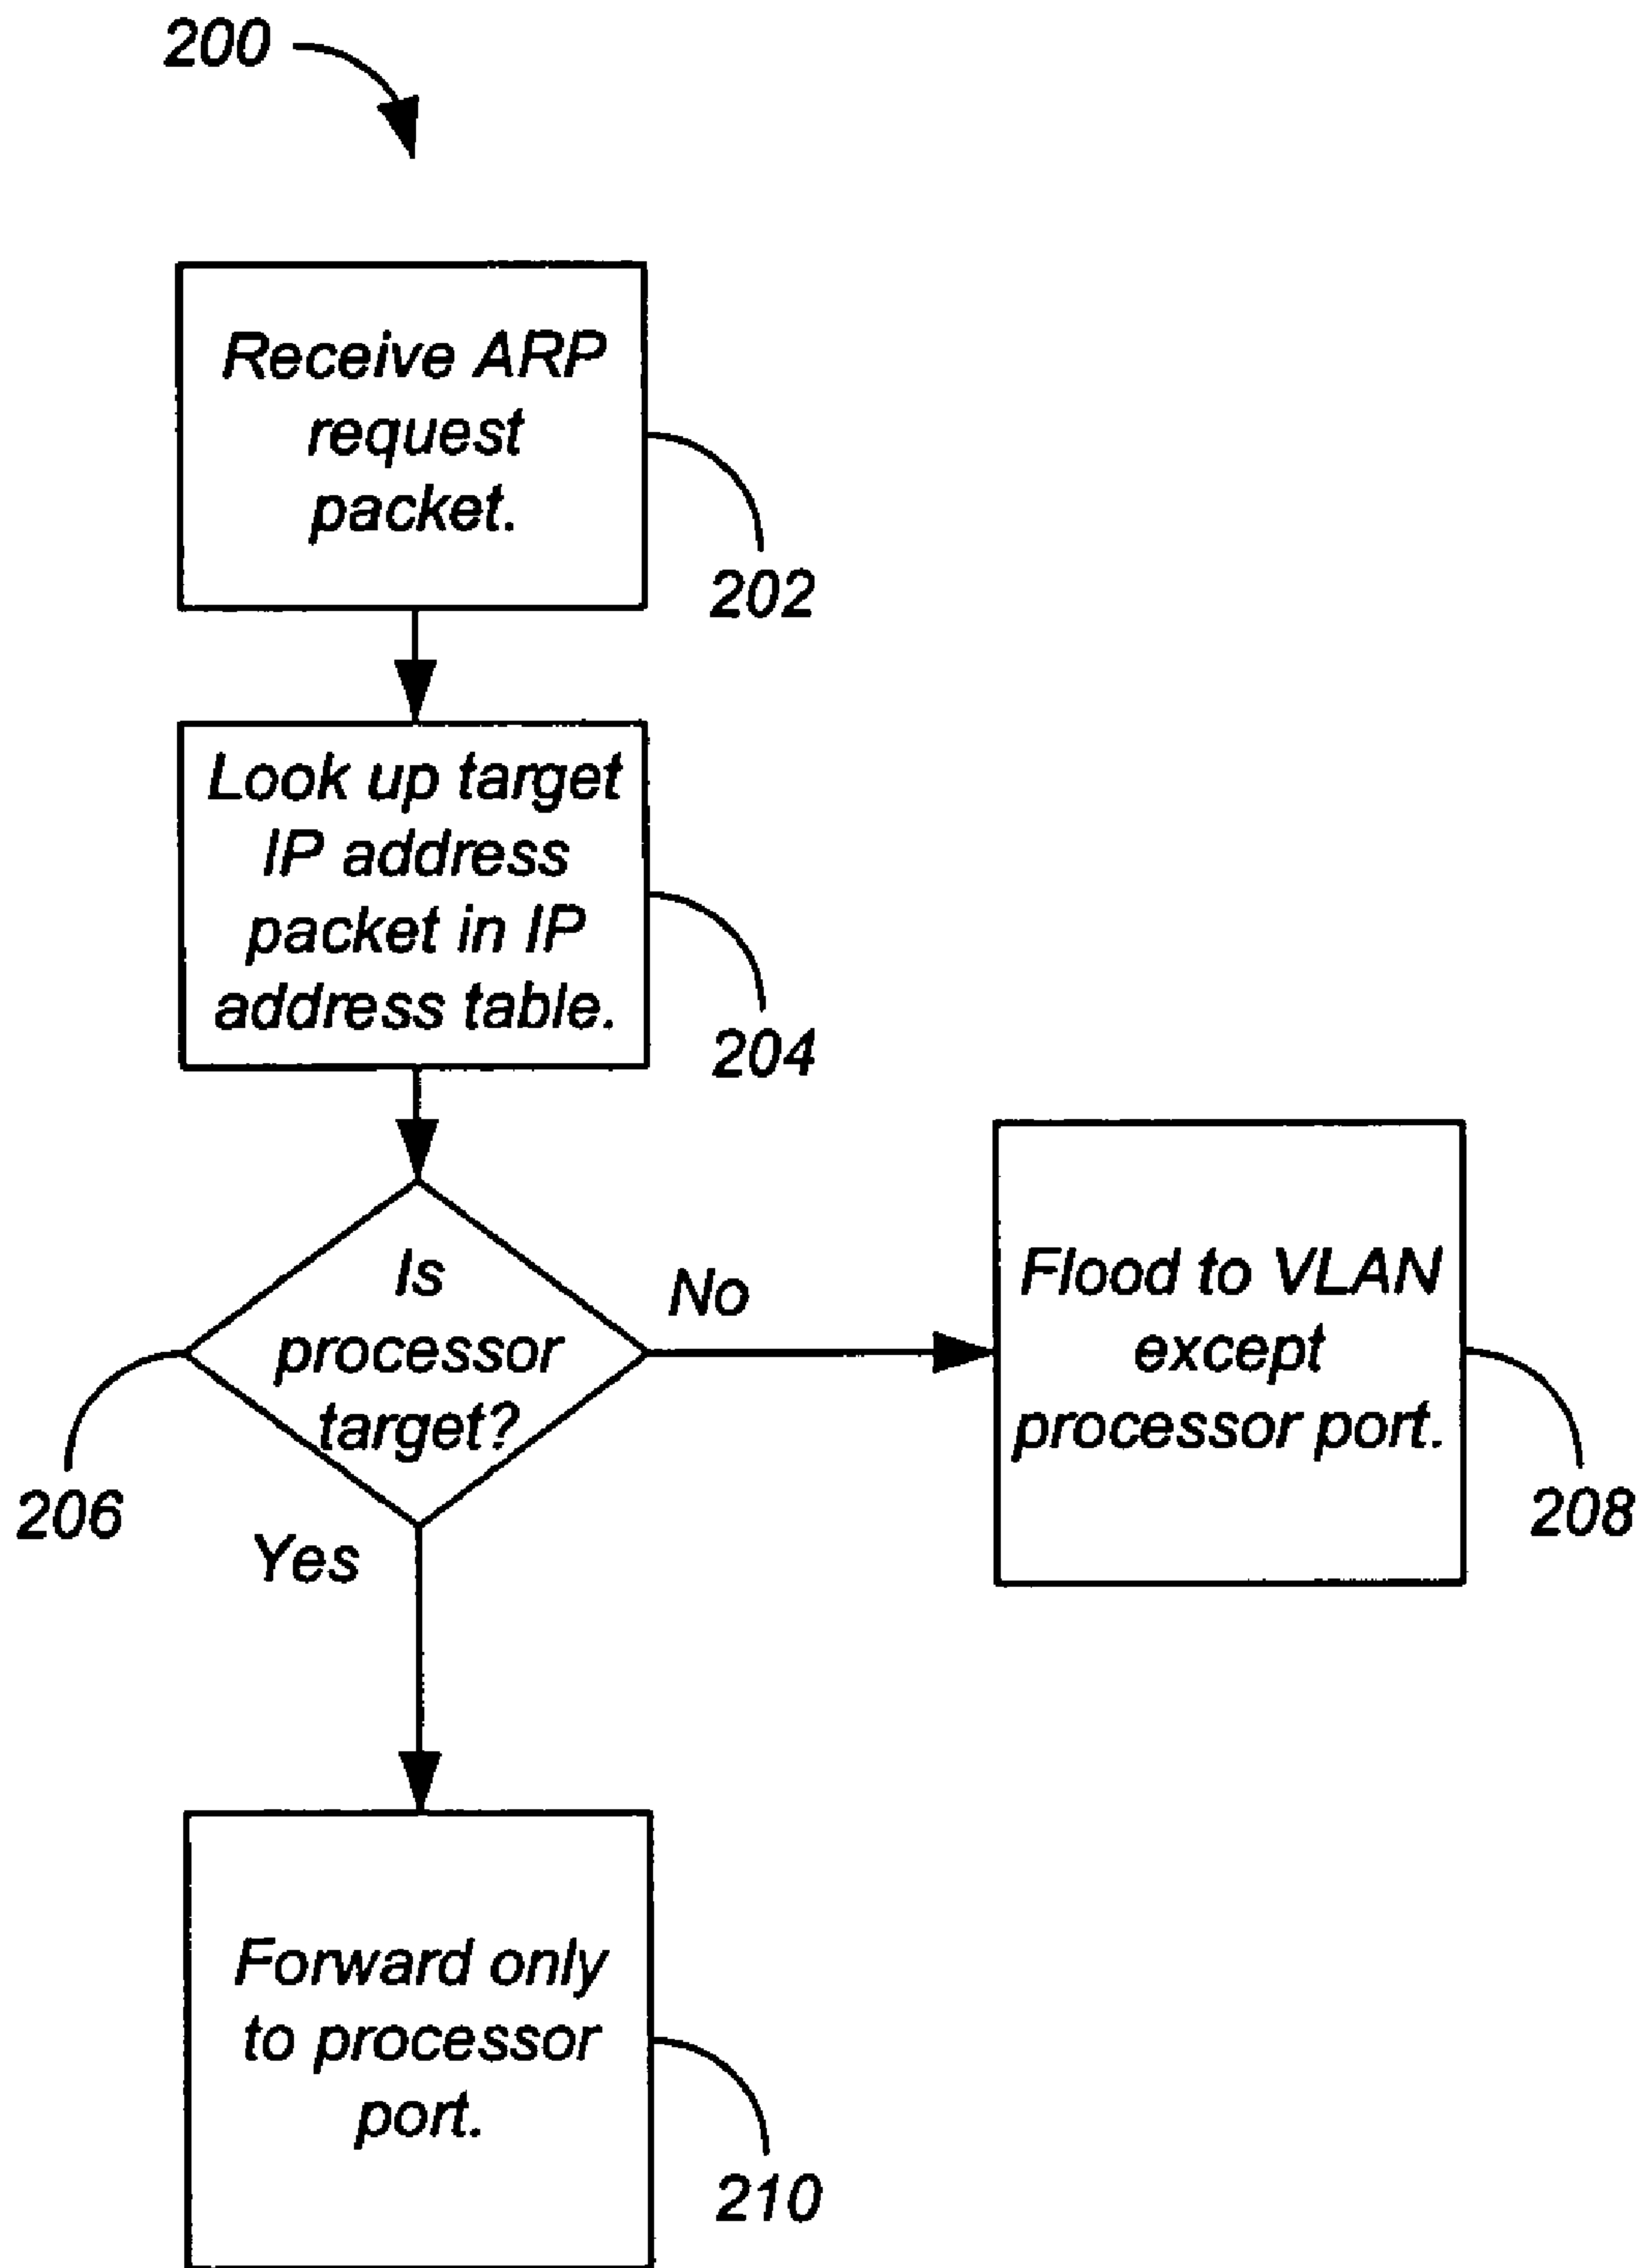 200
Receive ARP
request
packet.
202
Look up target
IP address
packet in IP
address table.
204
Is
processor
target?
206
No
Yes
Flood to VLAN
except
processor port.
208
Forward only
to processor
port.
210